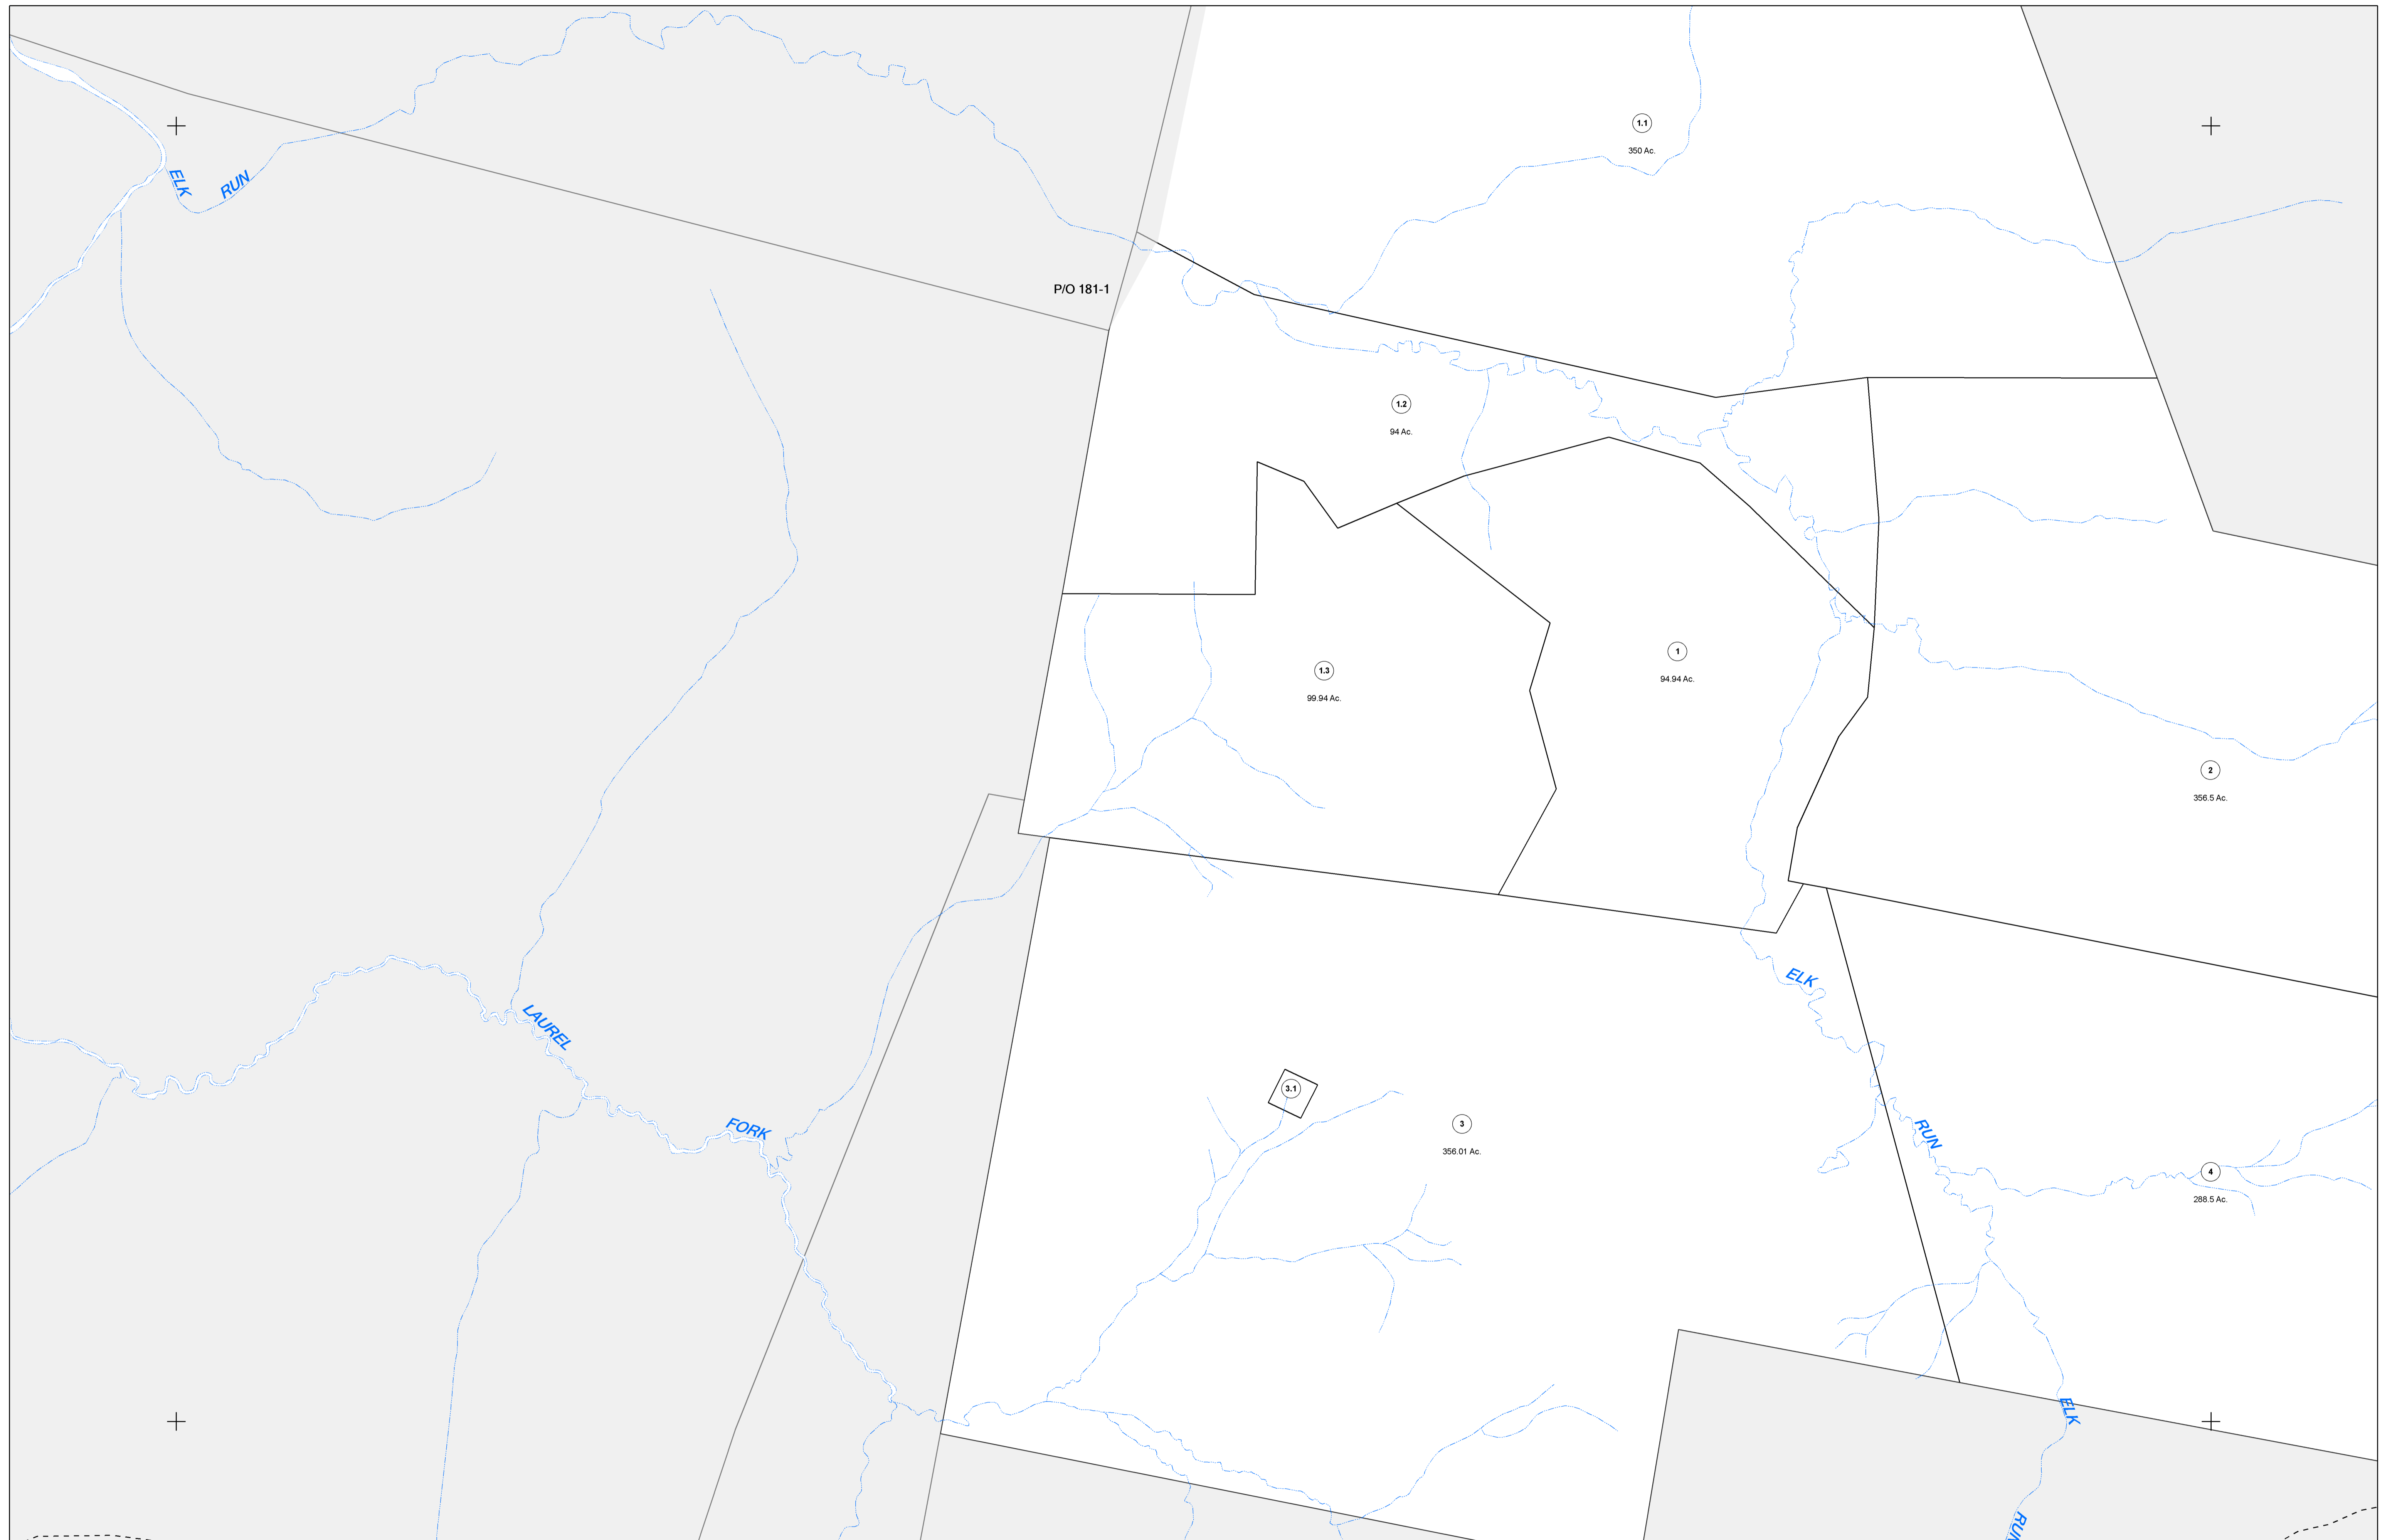 1.1
350 Ac.
ELK
RUN
P/O 181-1
1.2
94 Ac.
1
94.94 Ac.
1.3
99.94 Ac.
2
356.5 Ac.
ELK
LAUREL
3.1
FORK
3
356.01 Ac.
RUN
4
288.5 Ac.
ELK
RUN